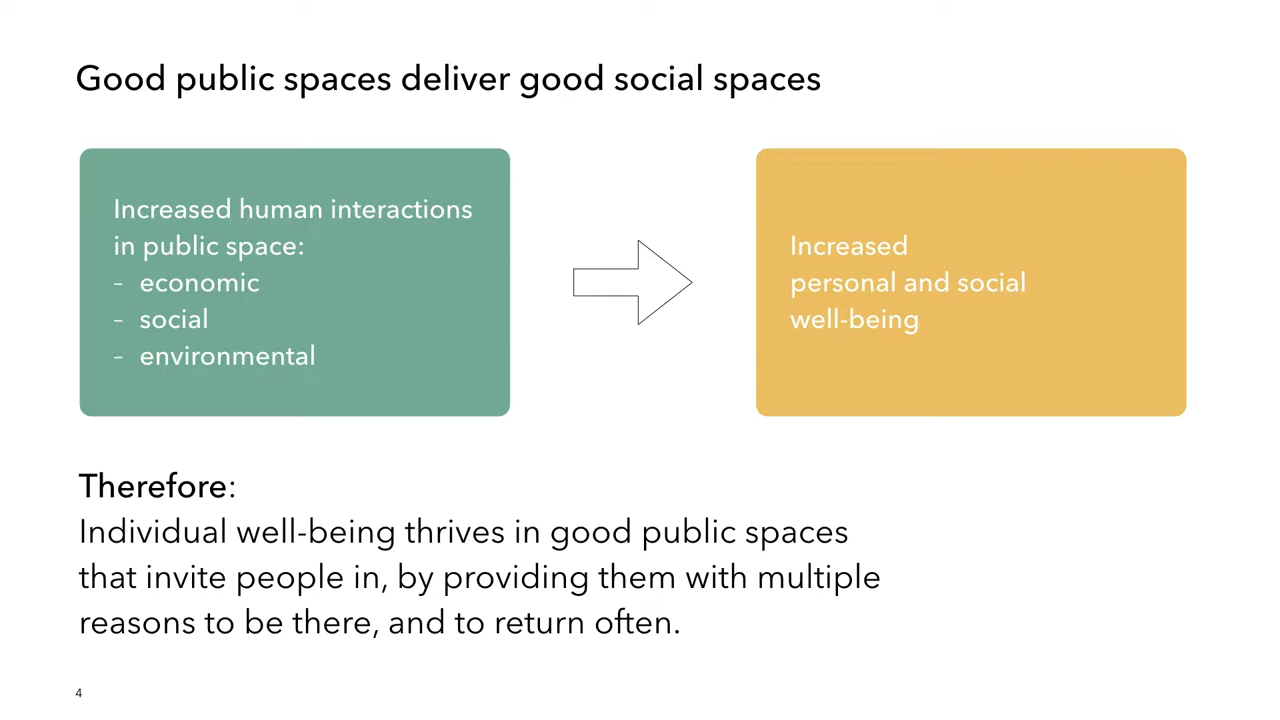 Good public spaces deliver good social spaces
Increased human interactions
in public space:
- economic
- social
- environmental
Increased
personal and social
well-being
Therefore:
Individual well-being thrives in good public spaces
that invite people in, by providing them with multiple
reasons to be there, and to return often.
4